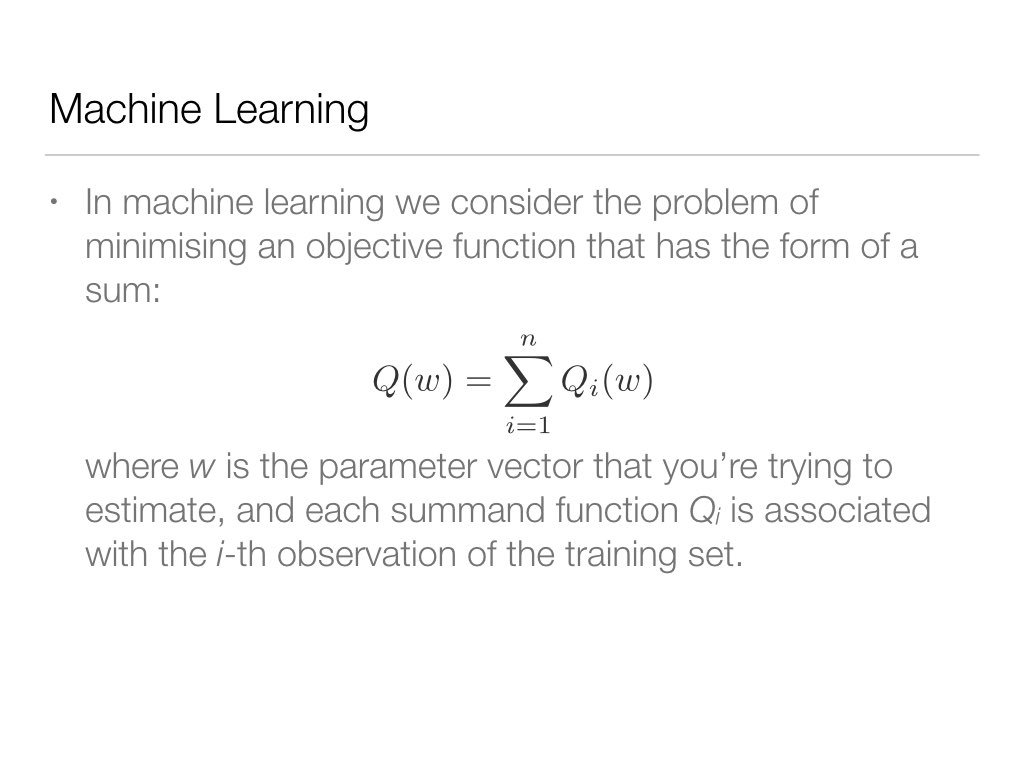 Machine Learning
• In machine learning we consider the problem of
minimising an objective function that has the form of a
sum:
Q(w) = ∑_{i=1}^{n} Q_i(w)
where w is the parameter vector that you’re trying to
estimate, and each summand function Q_i is associated
with the i-th observation of the training set.